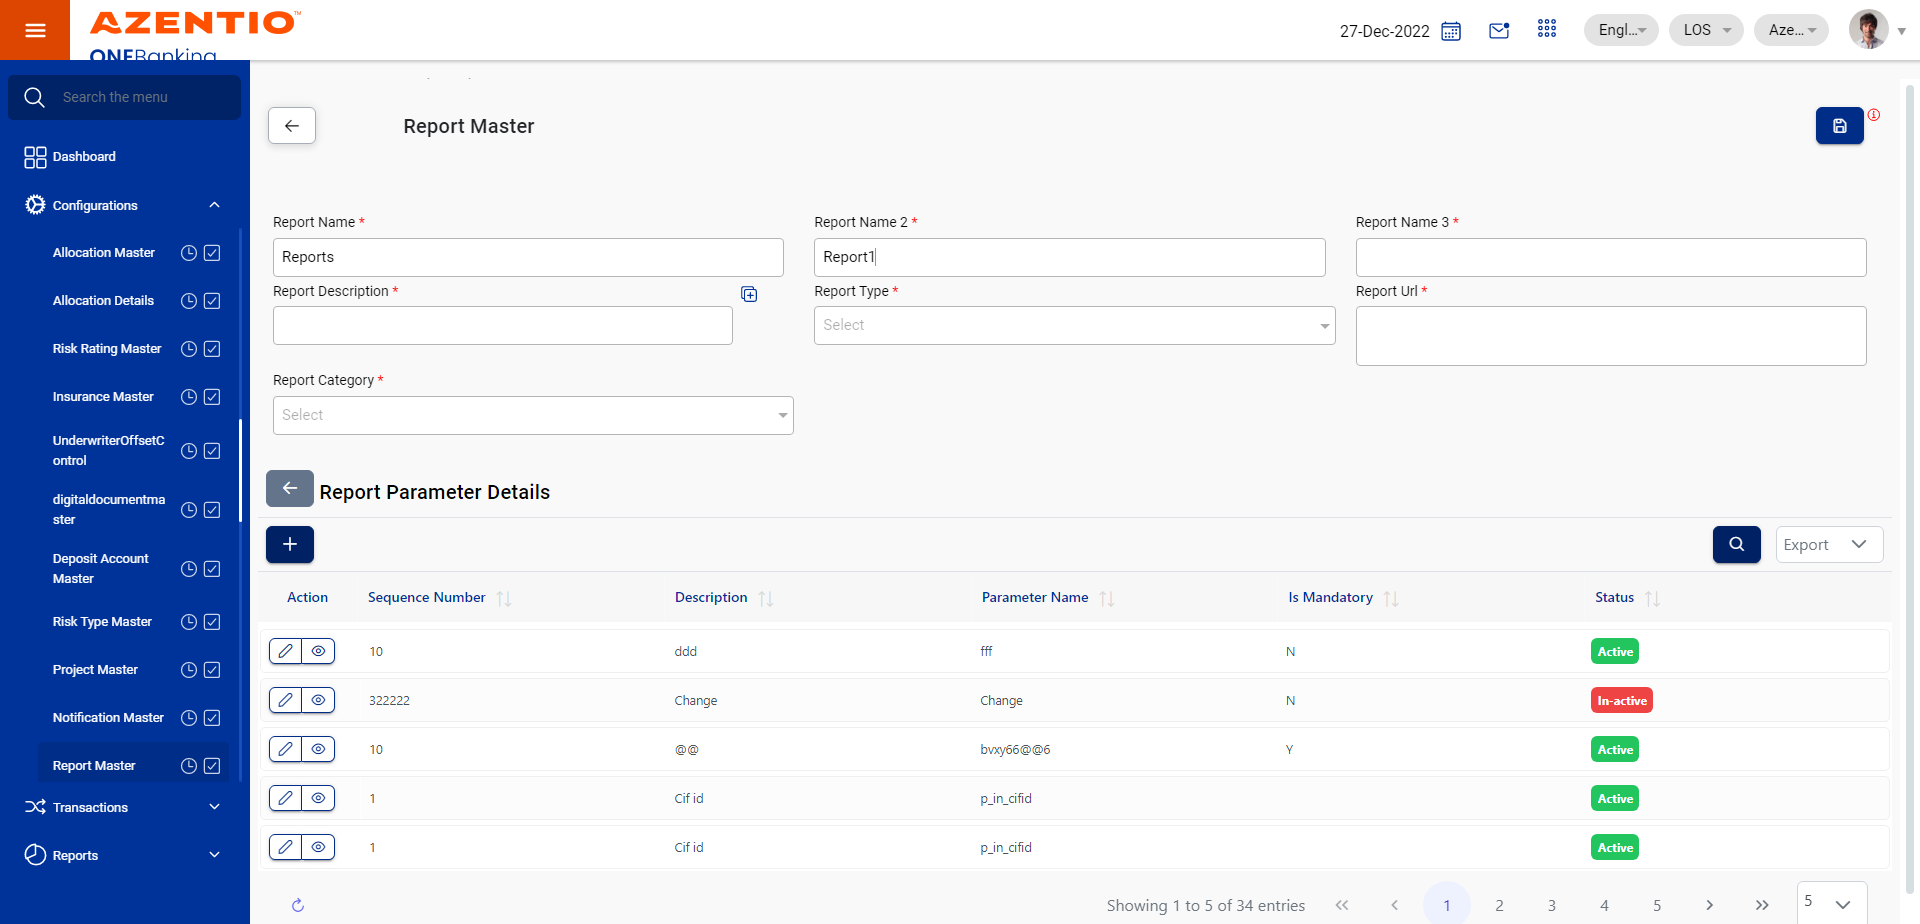 AZENTIO™
ONEBanking
27-Dec-2022
Engl...
LOS
Aze...
Search the menu
Dashboard
Configurations
Allocation Master
Allocation Details
Risk Rating Master
Insurance Master
UnderwriterOffsetC
ontrol
digitaldocumentma
ster
Deposit Account
Master
Risk Type Master
Project Master
Notification Master
Report Master
Transactions
Reports
Report Master
Report Name *
Report Name 2 *
Report Name 3 *
Reports
Report1
Report Description *
Report Type *
Report Url *
Select
Report Category *
Select
Report Parameter Details
Export
Action
Sequence Number
Description
Parameter Name
Is Mandatory
Status
10 ddd fff N Active
322222 Change Change N In-active
10 @@ bvxy66@@6 Y Active
1 Cif id p_in_cifid Active
1 Cif id p_in_cifid Active
Showing 1 to 5 of 34 entries
1 2 3 4 5
5